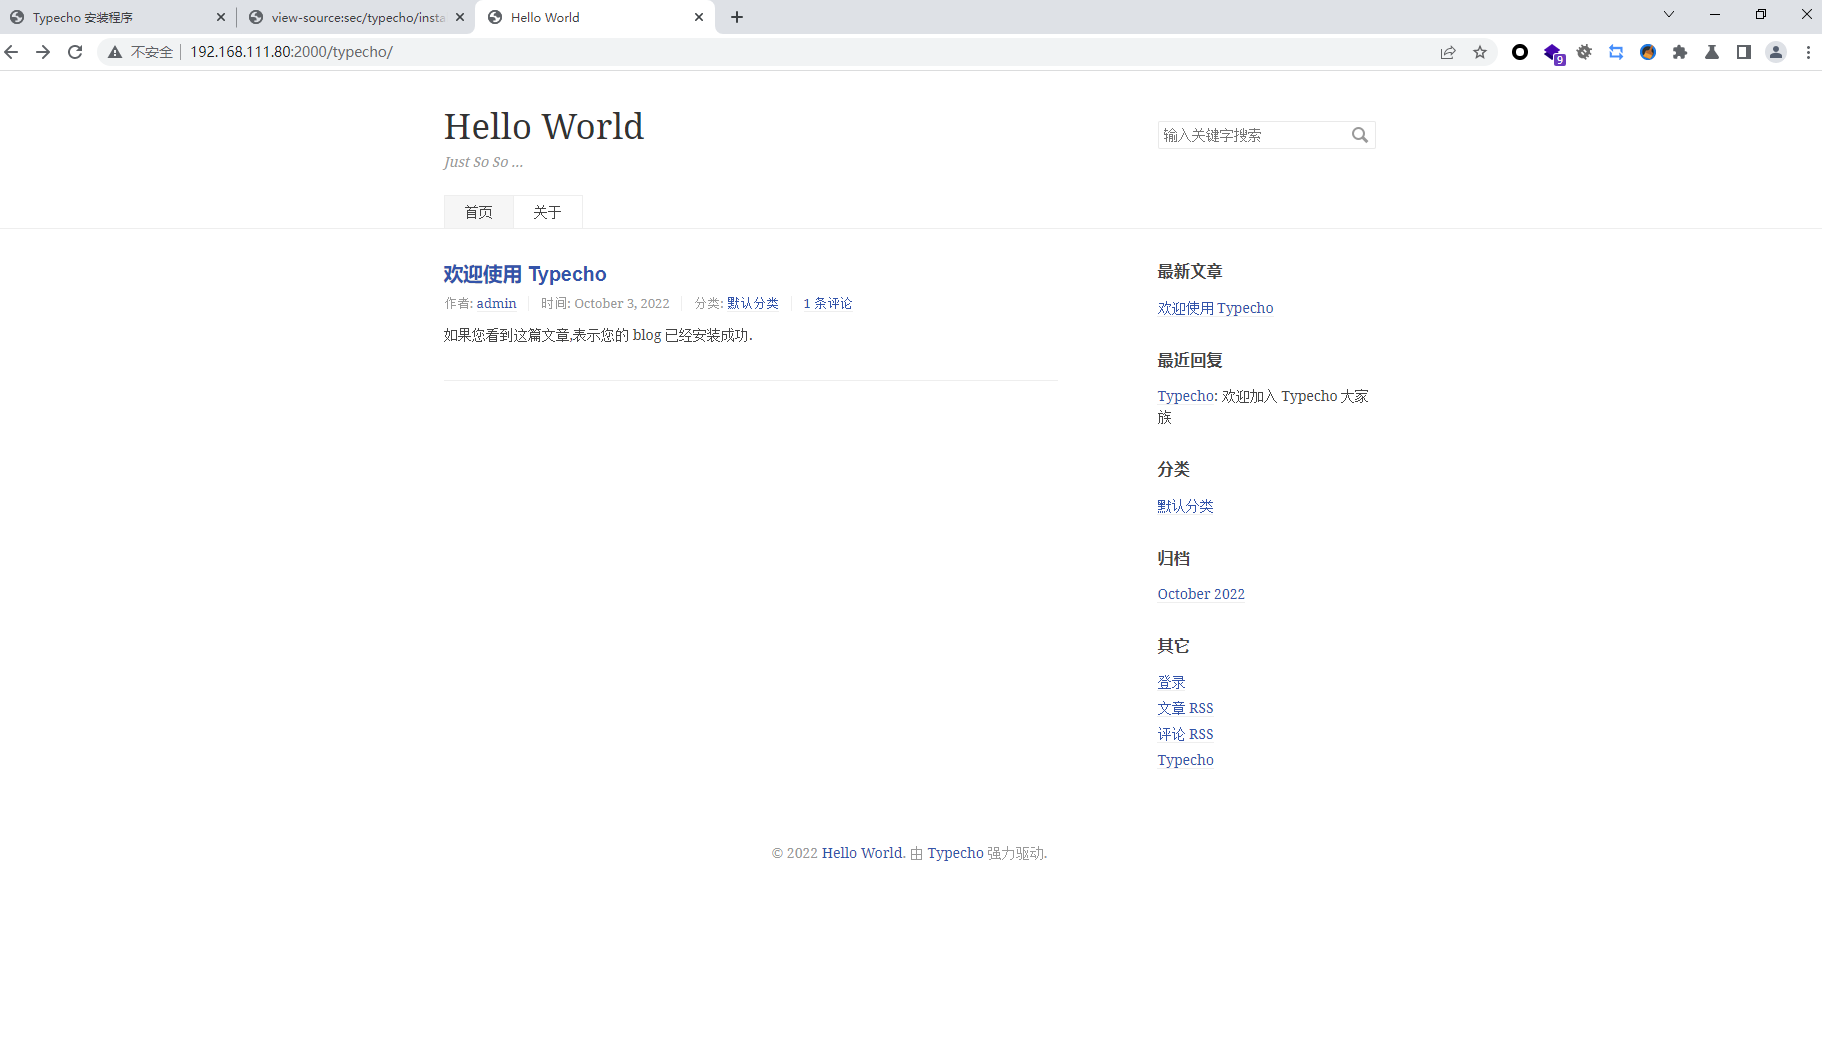 Typecho 安装程序
view-source:sec/typecho/insta
Hello World
不安全
192.168.111.80:2000/typecho/
9
Hello World
输入关键字搜索
Just So So ...
首页
关于
欢迎使用 Typecho
作者: admin
时间: October 3, 2022
分类: 默认分类
1 条评论
如果您看到这篇文章,表示您的 blog 已经安装成功.
最新文章
欢迎使用 Typecho
最近回复
Typecho: 欢迎加入 Typecho 大家
族
分类
默认分类
归档
October 2022
其它
登录
文章 RSS
评论 RSS
Typecho
© 2022 Hello World. 由 Typecho 强力驱动.